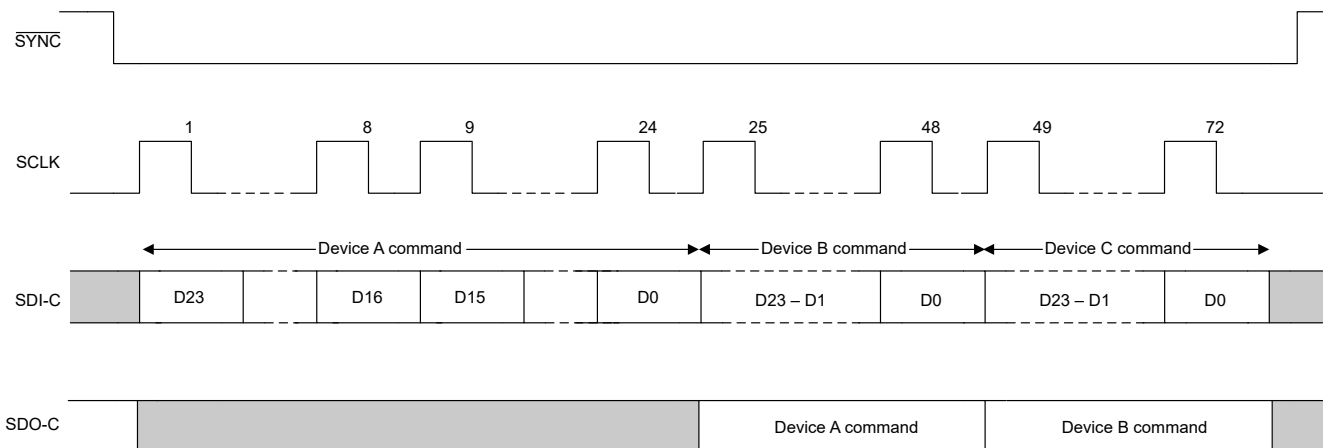 SYNC
1 8 9 24 25 48 49 72
SCLK
Device A command Device B command Device C command
SDI-C D23 D16 D15 D0 D23 – D1 D0 D23 – D1 D0
SDO-C Device A command Device B command